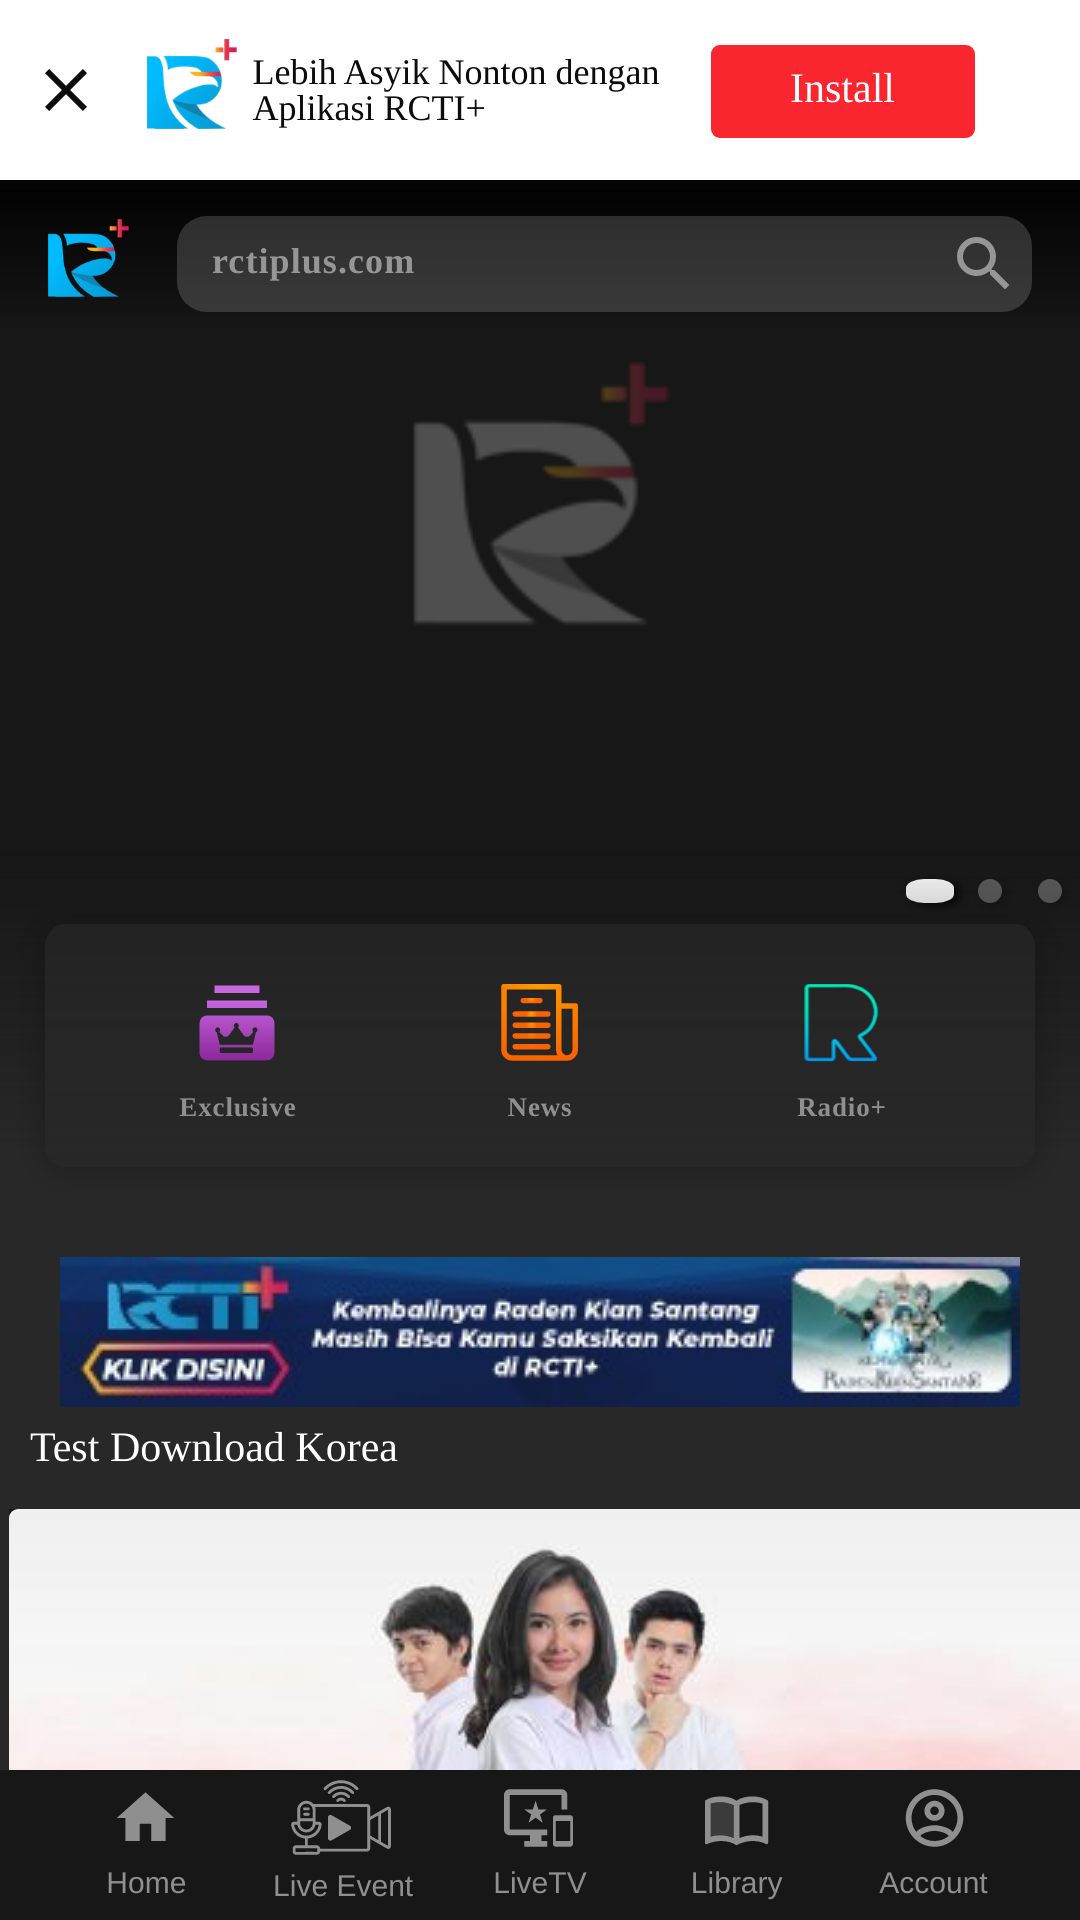 Lebih Asyik Nonton dengan
Aplikasi RCTI+
Install
rctiplus.com
Exclusive
News
Radio+
RCTI+
KLIK DISINI
Kembalinya Raden Kian Santang
Masih Bisa Kamu Saksikan Kembali
di RCTI+
Raden Kian Santang
Test Download Korea
Home
Live Event
LiveTV
Library
Account